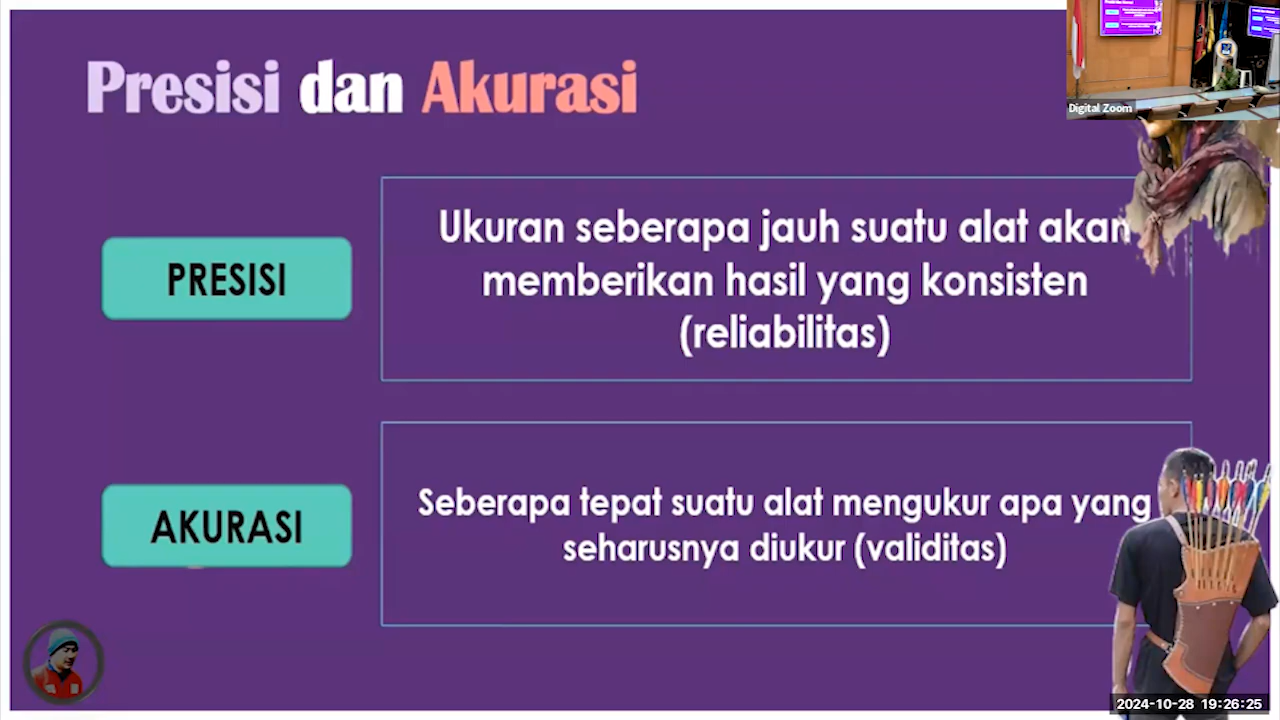 Presisi dan Akurasi
Digital Zoom
PRESISI
Ukuran seberapa jauh suatu alat akan
memberikan hasil yang konsisten
(reliabilitas)
AKURASI
Seberapa tepat suatu alat mengukur apa yang
seharusnya diukur (validitas)
2024-10-28 19:26:25